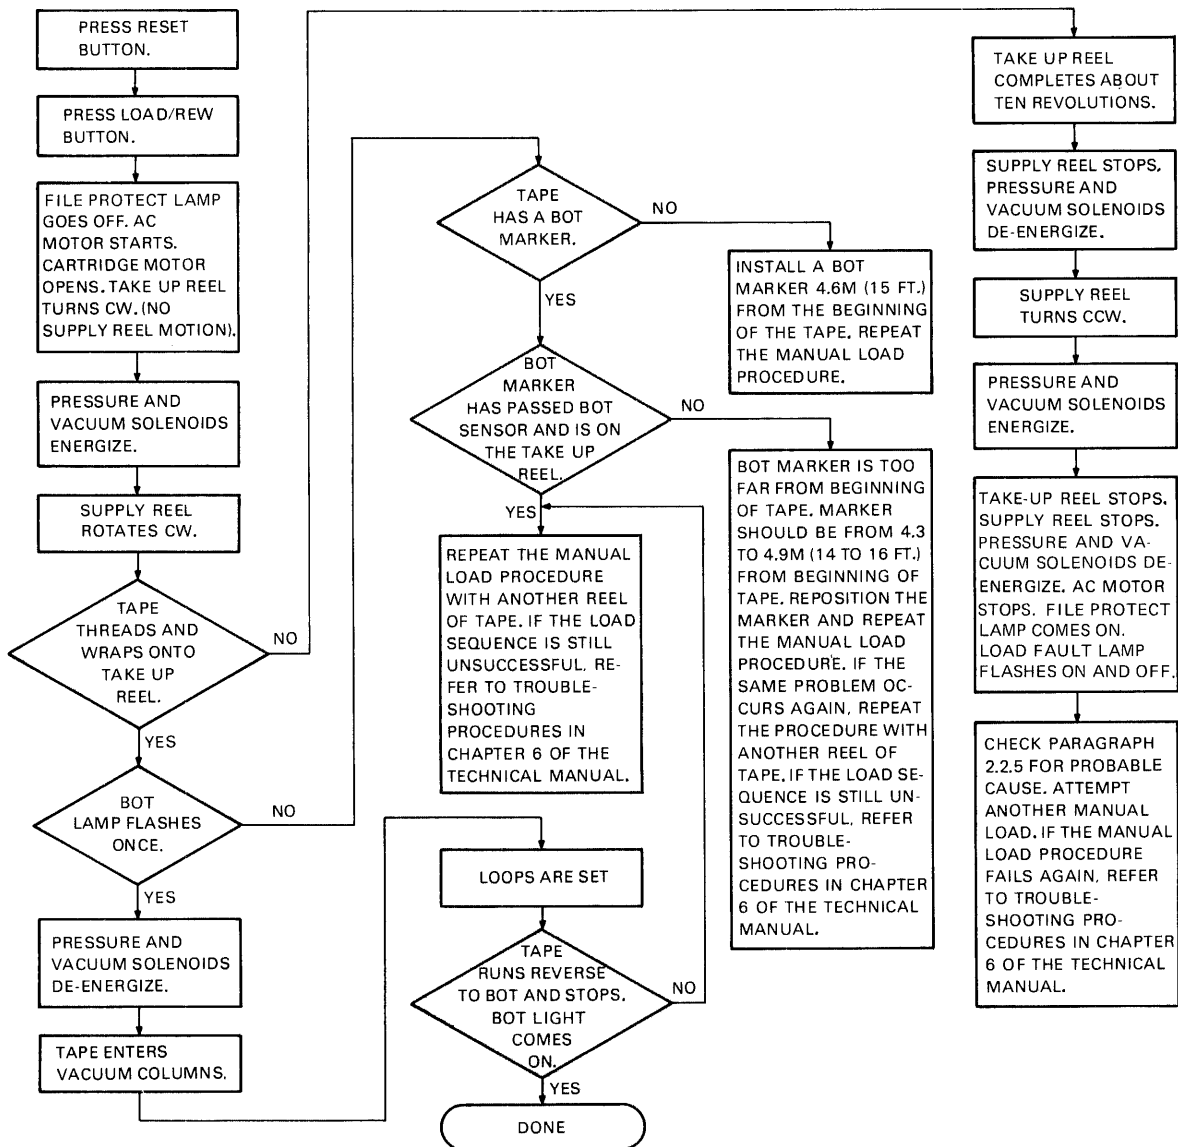 PRESS RESET
BUTTON.
PRESS LOAD/REW
BUTTON.
FILE PROTECT LAMP
GOES OFF. AC
MOTOR STARTS.
CARTRIDGE MOTOR
OPENS. TAKE UP REEL
TURNS CW. (NO
SUPPLY REEL MOTION).
PRESSURE AND
VACUUM SOLENOIDS
ENERGIZE.
SUPPLY REEL
ROTATES CW.
TAPE
THREADS AND
WRAPS ONTO
TAKE UP
REEL.
NO
YES
BOT
LAMP FLASHES
ONCE.
NO
YES
PRESSURE AND
VACUUM SOLENOIDS
DE-ENERGIZE.
TAPE ENTERS
VACUUM COLUMNS.
TAPE
HAS A BOT
MARKER.
NO
YES
INSTALL A BOT
MARKER 4.6M (15 FT.)
FROM THE BEGINNING
OF THE TAPE. REPEAT
THE MANUAL LOAD
PROCEDURE.
BOT
MARKER
HAS PASSED BOT
SENSOR AND IS ON
THE TAKE UP
REEL.
NO
YES
BOT MARKER IS TOO
FAR FROM BEGINNING
OF TAPE. MARKER
SHOULD BE FROM 4.3
TO 4.9M (14 TO 16 FT.)
FROM BEGINNING OF
TAPE. REPOSITION THE
MARKER AND REPEAT
THE MANUAL LOAD
PROCEDURE. IF THE
SAME PROBLEM OC-
CURS AGAIN, REPEAT
THE PROCEDURE WITH
ANOTHER REEL OF
TAPE. IF THE LOAD SE-
QUENCE IS STILL UN-
SUCCESSFUL, REFER
TO TROUBLE-
SHOOTING PRO-
CEDURES IN CHAPTER
6 OF THE TECHNICAL
MANUAL.
REPEAT THE MANUAL
LOAD PROCEDURE
WITH ANOTHER REEL
OF TAPE. IF THE LOAD
SEQUENCE IS STILL
UNSUCCESSFUL, RE-
FER TO TROUBLE-
SHOOTING
PROCEDURES IN
CHAPTER 6 OF THE
TECHNICAL MANUAL.
LOOPS ARE SET
TAPE
RUNS REVERSE
TO BOT AND STOPS.
BOT LIGHT
COMES
ON.
NO
YES
DONE
TAKE UP REEL
COMPLETES ABOUT
TEN REVOLUTIONS.
SUPPLY REEL STOPS.
PRESSURE AND
VACUUM SOLENOIDS
DE-ENERGIZE.
SUPPLY REEL
TURNS CCW.
PRESSURE AND
VACUUM SOLENOIDS
ENERGIZE.
TAKE-UP REEL STOPS.
SUPPLY REEL STOPS.
PRESSURE AND VA-
CUUM SOLENOIDS DE-
ENERGIZE. AC MOTOR
STOPS. FILE PROTECT
LAMP COMES ON.
LOAD FAULT LAMP
FLASHES ON AND OFF.
CHECK PARAGRAPH
2.2.5 FOR PROBABLE
CAUSE. ATTEMPT
ANOTHER MANUAL
LOAD. IF THE MANUAL
LOAD PROCEDURE
FAILS AGAIN, REFER
TO TROUBLE-
SHOOTING PRO-
CEDURES IN CHAPTER
6 OF THE TECHNICAL
MANUAL.